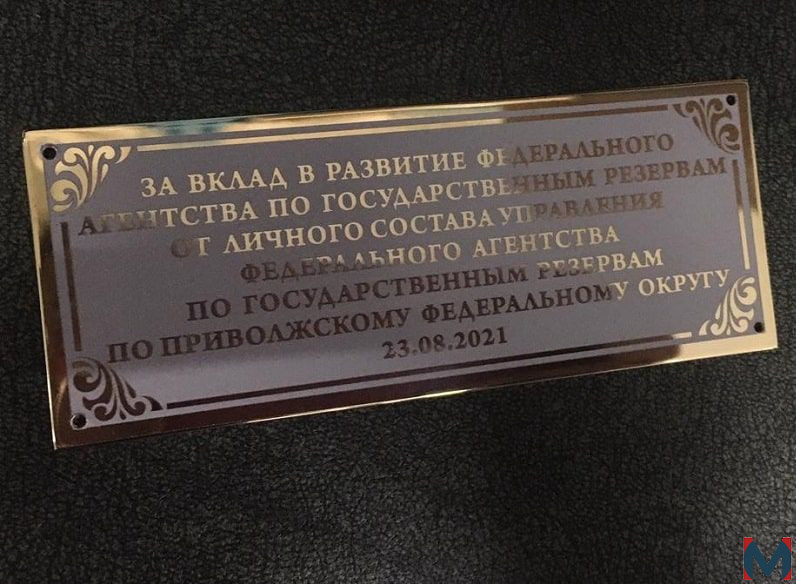 ЗА ВКЛАД В РАЗВИТИЕ ФЕДЕРАЛЬНОГО
АГЕНТСТВА ПО ГОСУДАРСТВЕННЫМ РЕЗЕРВАМ
ОТ ЛИЧНОГО СОСТАВА УПРАВЛЕНИЯ
ФЕДЕРАЛЬНОГО АГЕНТСТВА
ПО ГОСУДАРСТВЕННЫМ РЕЗЕРВАМ
ПО ПРИВОЛЖСКОМУ ФЕДЕРАЛЬНОМУ ОКРУГУ
23.08.2021
M